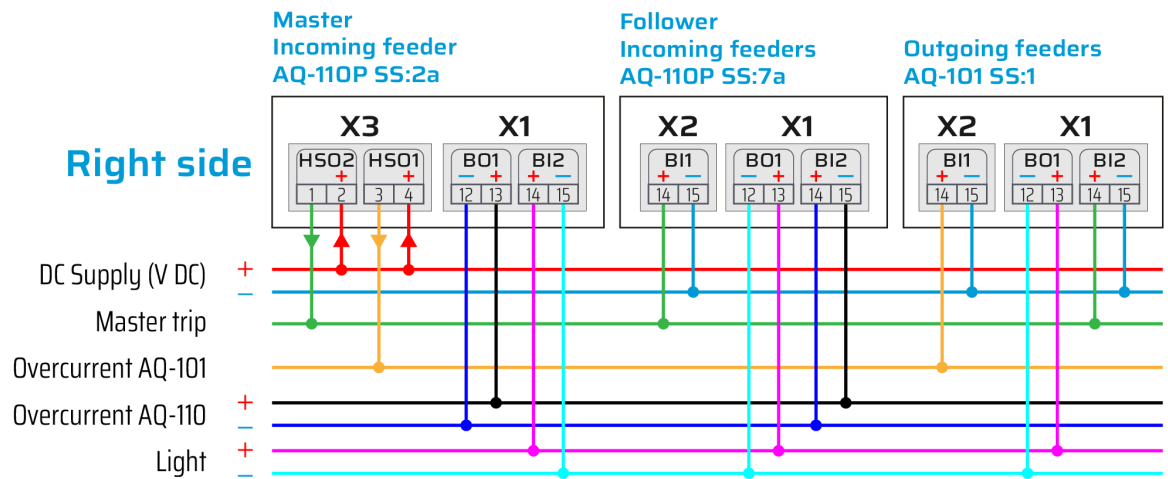 Master
Incoming feeder
AQ-110P SS:2a
Follower
Incoming feeders
AQ-110P SS:7a
Outgoing feeders
AQ-101 SS:1
Right side
X3 X1 X2 X1 X2 X1
HSO2 HSO1 BO1 BI2 BI1 BO1 BI2 BI1 BO1 BI2
+ + − + + − + − − + + − + − − + + −
1 2 3 4 12 13 14 15 14 15 12 13 14 15 14 15 12 13 14 15
DC Supply (V DC) +
−
Master trip
Overcurrent AQ-101
Overcurrent AQ-110 +
−
Light +
−